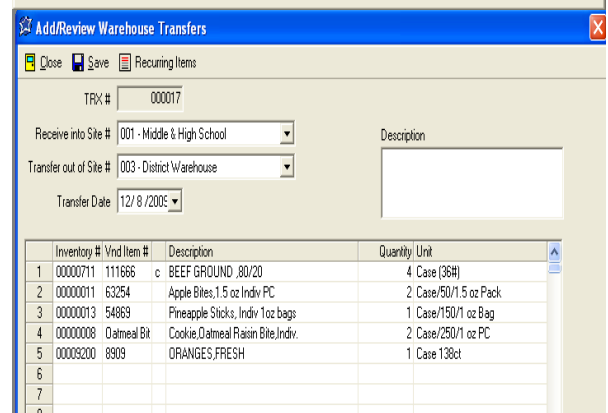 Add/Review Warehouse Transfers
Close Save Recurring Items
TRX # 000017
Receive into Site # 001 - Middle & High School Description
Transfer out of Site # 003 - District Warehouse
Transfer Date 12/ 8 /2009
Inventory # Vnd Item # Description Quantity Unit
1 00000711 111666 c BEEF GROUND ,80/20 4 Case (36#)
2 00000011 63254 Apple Bites,1.5 oz Indiv PC 2 Case/50/1.5 oz Pack
3 00000013 54869 Pineapple Sticks, Indiv 1oz bags 1 Case/150/1 oz Bag
4 00000008 Oatmeal Bit Cookie,Oatmeal Raisin Bite,Indiv. 2 Case/250/1 oz PC
5 00009200 8909 ORANGES,FRESH 1 Case 138ct
6
7